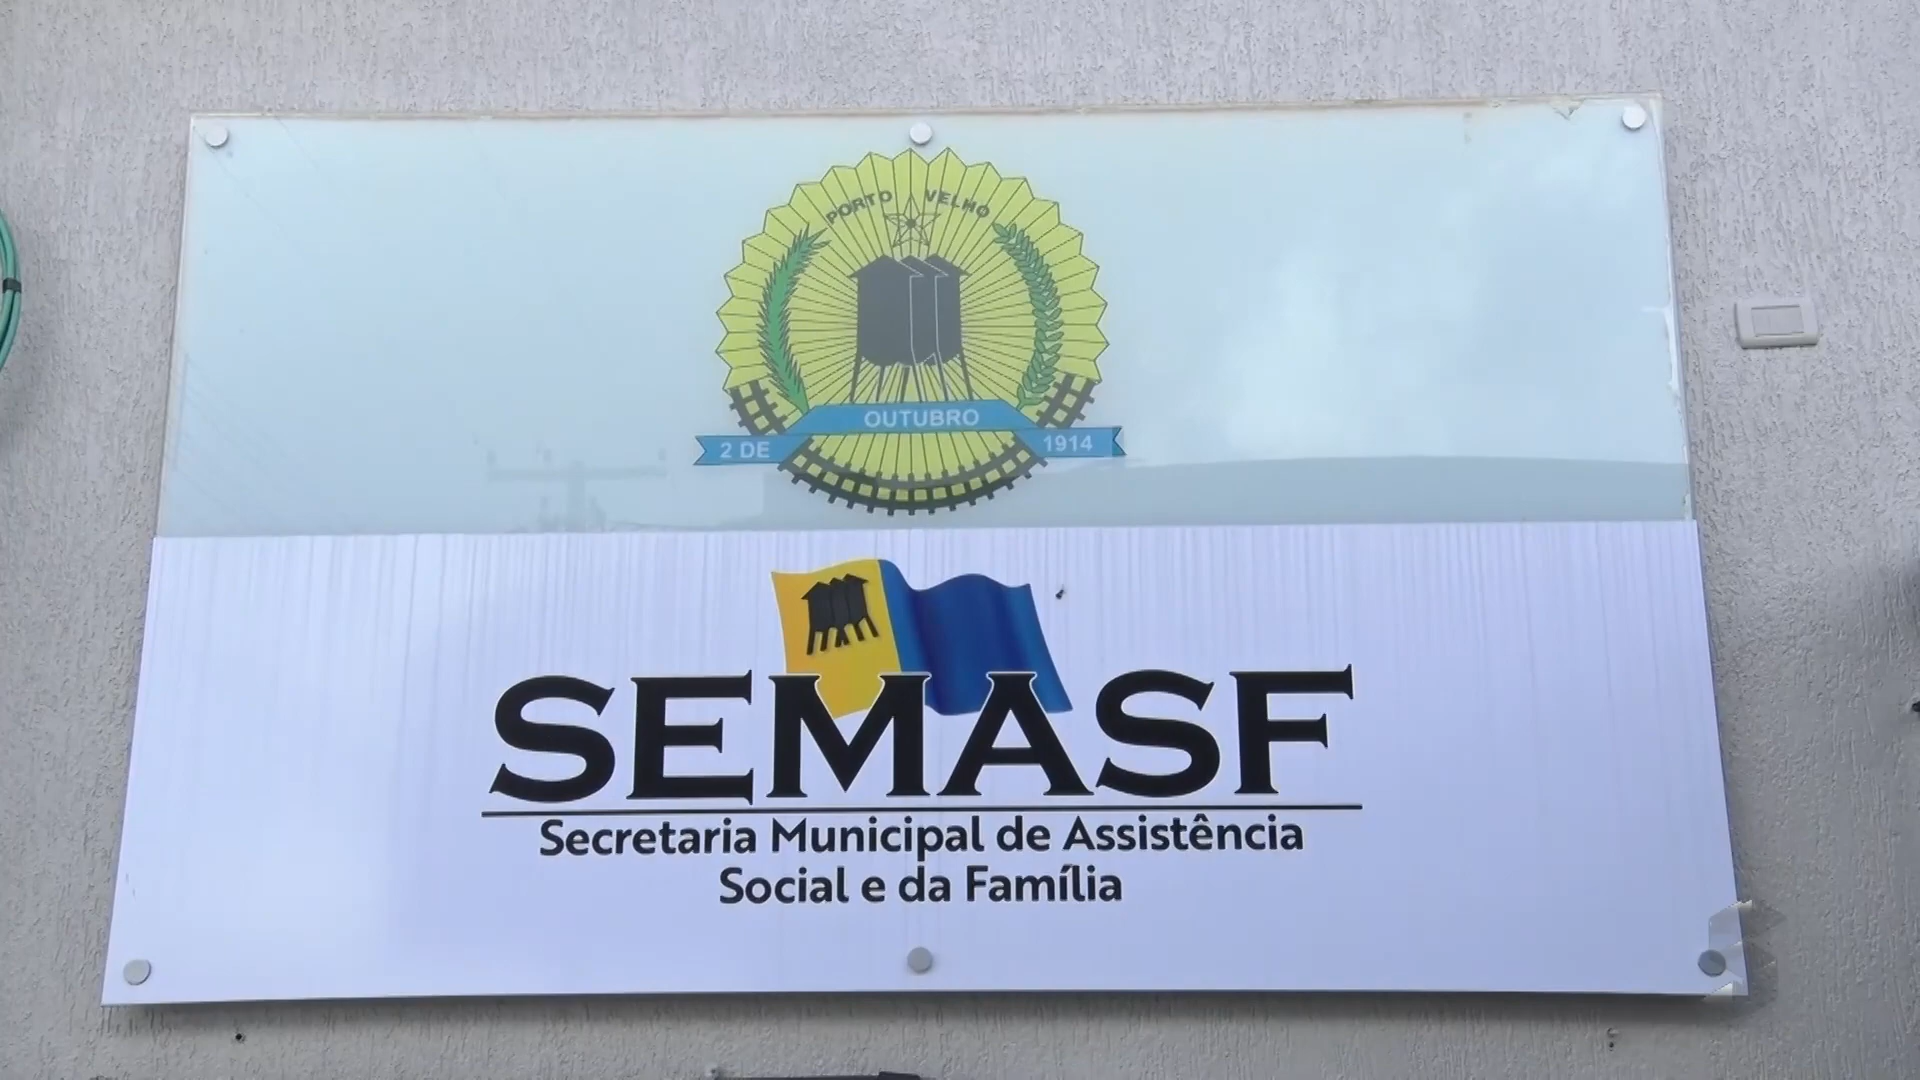 PORTO VELHO
OUTUBRO
2 DE 1914
SEMASF
Secretaria Municipal de Assistência
Social e da Família